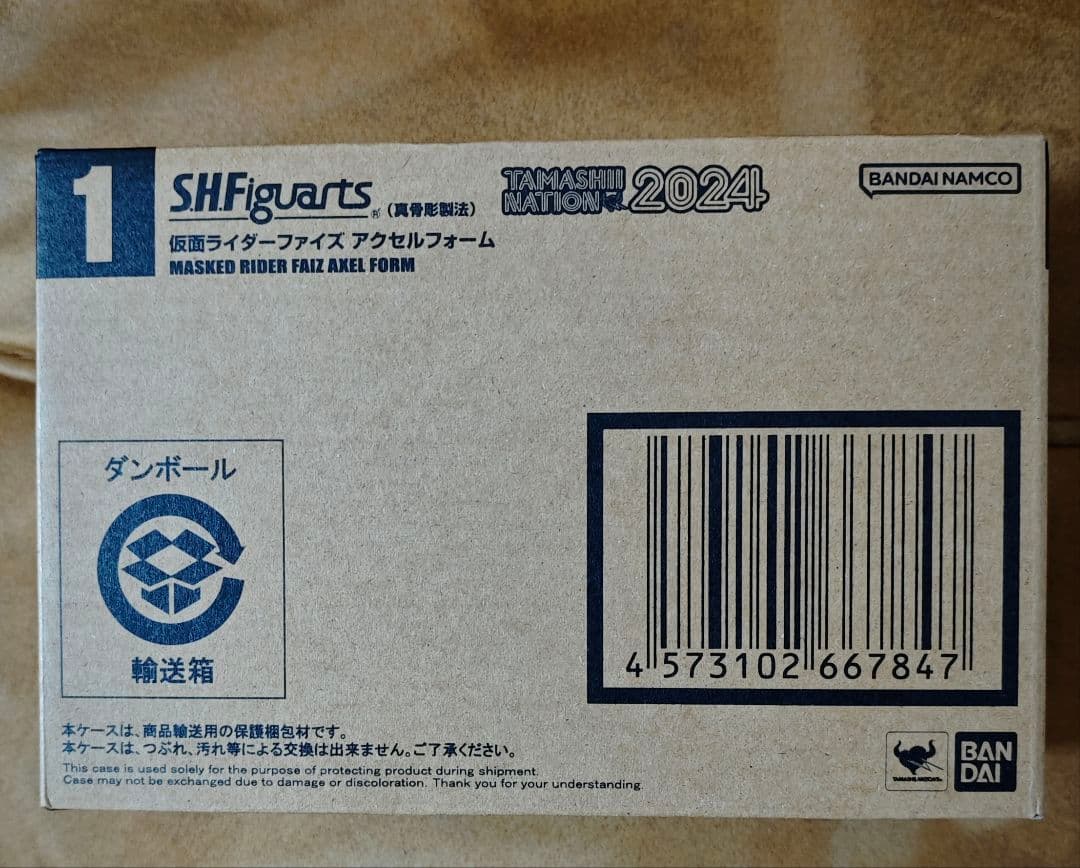 1
S.H.Figuarts® (真骨彫製法)
仮面ライダーファイズ アクセルフォーム
MASKED RIDER FAIZ AXEL FORM
TAMASHII
NATION 2024
BANDAI NAMCO
ダンボール
輸送箱
4 573102 667847
本ケースは、商品輸送用の保護梱包材です。
本ケースは、つぶれ、汚れ等による交換は出来ません。ご了承ください。
This case is used solely for the purpose of protecting product during shipment.
Case may not be exchanged due to damage or discoloration. Thank you for your understanding.
TAMASHII NATIONS
BAN
DAI